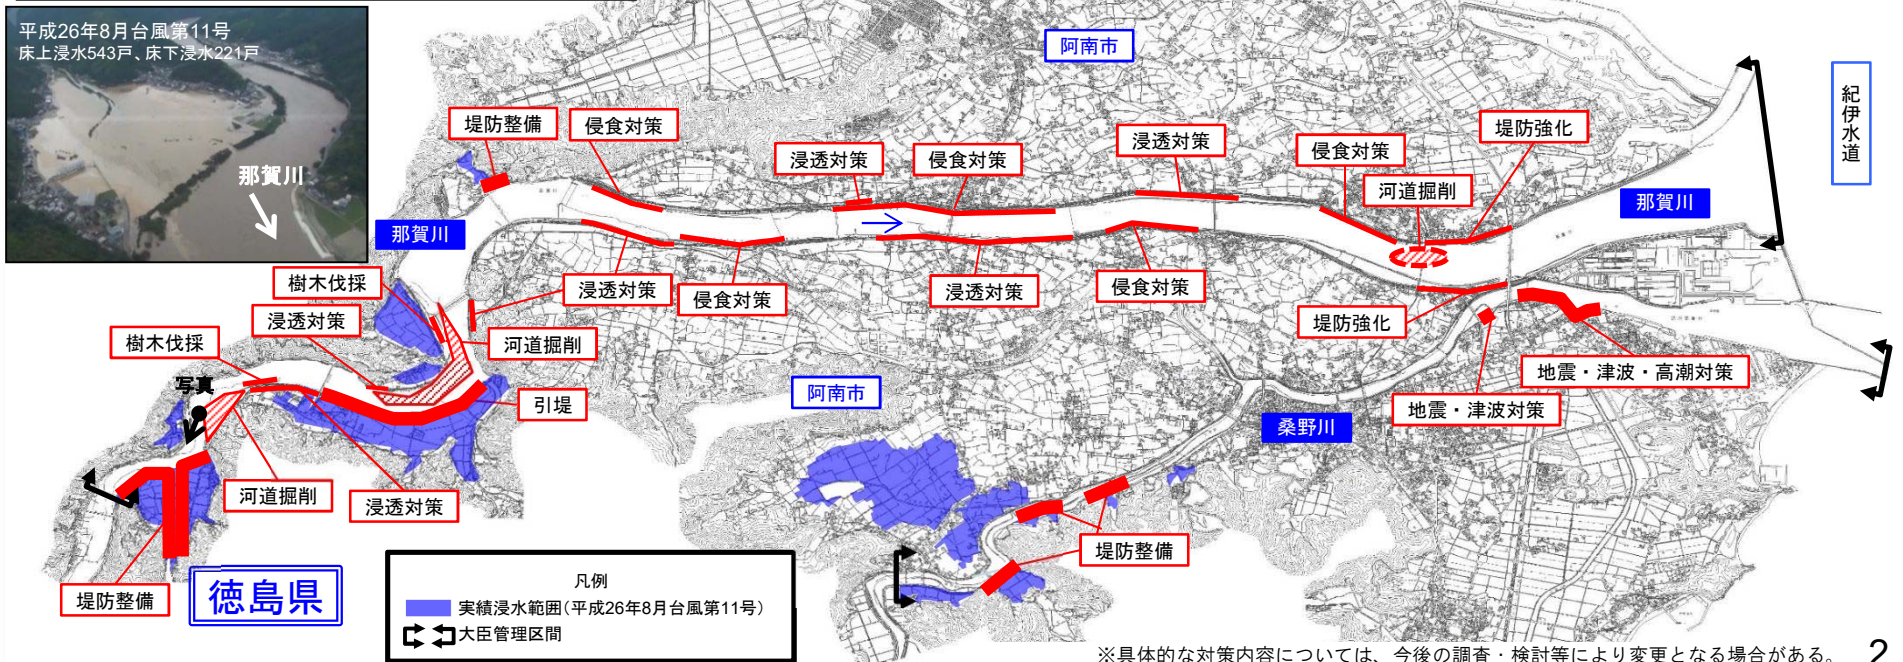 平成26年8月台風第11号
床上浸水543戸、床下浸水221戸
那賀川
阿南市
紀伊水道
堤防整備
侵食対策
浸透対策
侵食対策
浸透対策
侵食対策
堤防強化
河道掘削
那賀川
那賀川
樹木伐採
浸透対策
浸透対策
侵食対策
浸透対策
侵食対策
堤防強化
樹木伐採
河道掘削
地震・津波・高潮対策
写真
引堤
阿南市
地震・津波対策
桑野川
河道掘削
浸透対策
堤防整備
堤防整備
徳島県
凡例
実績浸水範囲(平成26年8月台風第11号)
大臣管理区間
※具体的な対策内容については、今後の調査・検討等により変更となる場合がある。
2